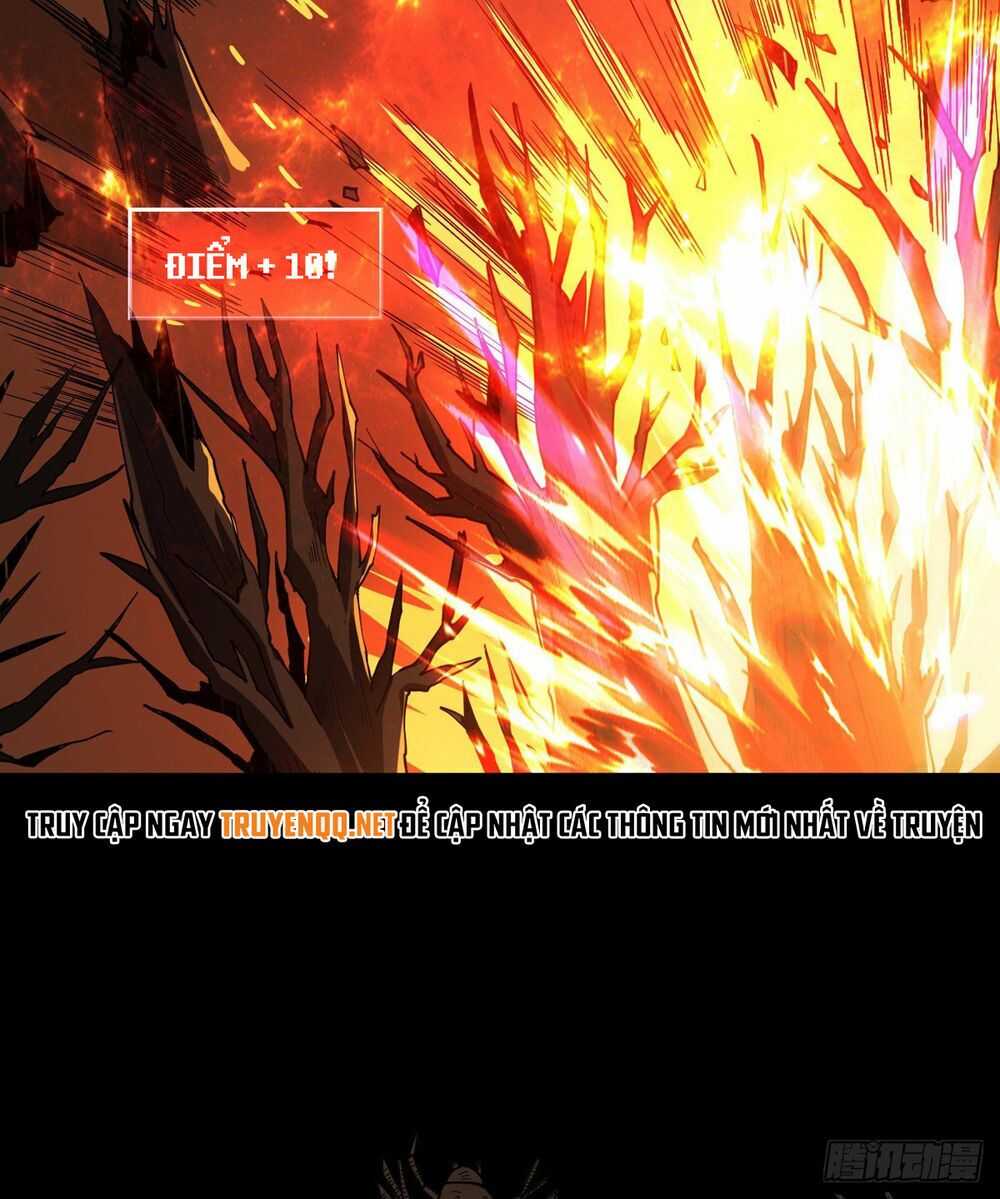 ĐIỂM + 10!
TRUY CẬP NGAY TRUYENQQ.NET ĐỂ CẬP NHẬT CÁC THÔNG TIN MỚI NHẤT VỀ TRUYỆN
腾讯动漫